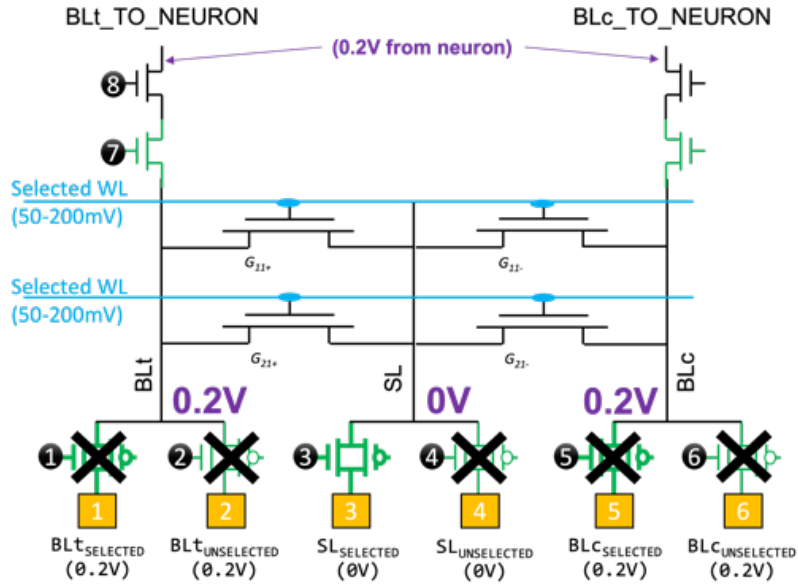 BLt_TO_NEURON
BLc_TO_NEURON
(0.2V from neuron)
8
7
Selected WL
(50-200mV)
G11+
G11-
Selected WL
(50-200mV)
G21+
G21-
BLt
SL
BLc
0.2V
0V
0.2V
1
2
3
4
5
6
1
2
3
4
5
6
BLtSELECTED
(0.2V)
BLtUNSELECTED
(0.2V)
SLSELECTED
(0V)
SLUNSELECTED
(0V)
BLcSELECTED
(0.2V)
BLcUNSELECTED
(0.2V)